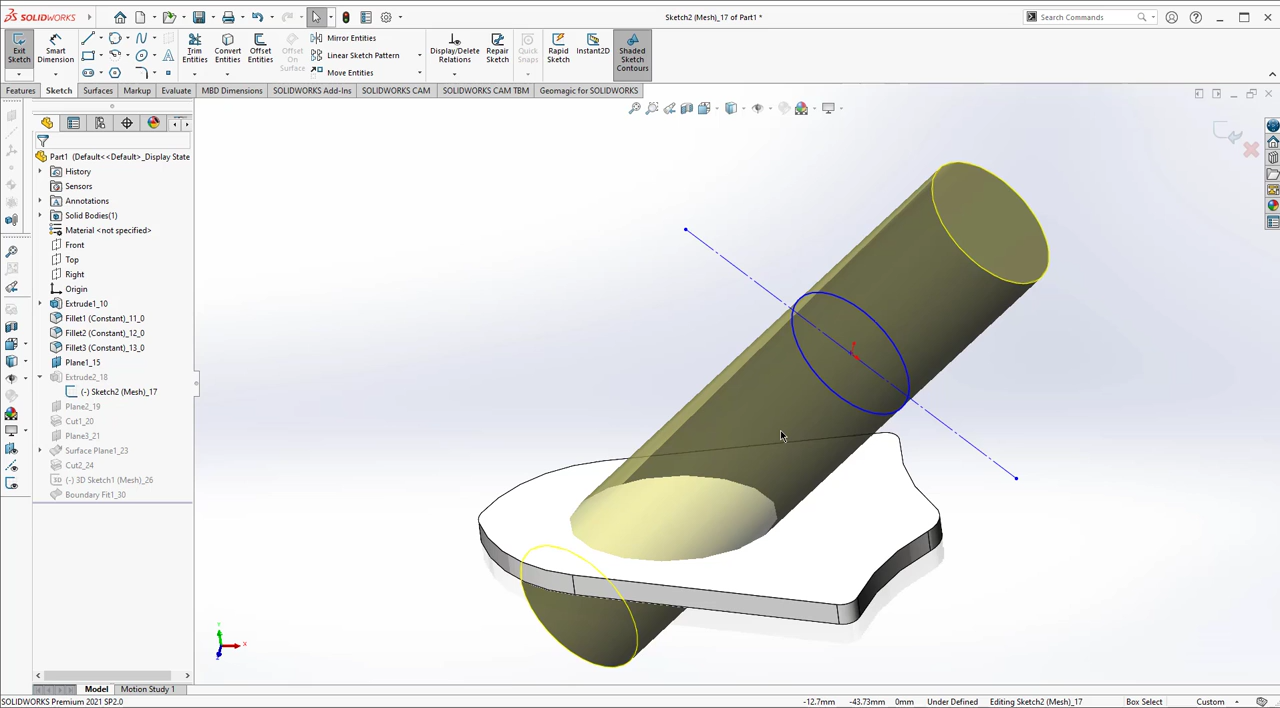 SOLIDWORKS
Sketch2 (Mesh)_17 of Part1 *
Search Commands
Exit Sketch
Smart Dimension
Trim Entities
Convert Entities
Offset Entities
Offset On Surface
Mirror Entities
Linear Sketch Pattern
Move Entities
Display/Delete Relations
Repair Sketch
Quick Snaps
Rapid Sketch
Instant2D
Shaded Sketch Contours
Features
Sketch
Surfaces
Markup
Evaluate
MBD Dimensions
SOLIDWORKS Add-Ins
SOLIDWORKS CAM
SOLIDWORKS CAM TBM
Geomagic for SOLIDWORKS
Part1 (Default<<Default>_Display State
History
Sensors
Annotations
Solid Bodies(1)
Material <not specified>
Front
Top
Right
Origin
Extrude1_10
Fillet1 (Constant)_11_0
Fillet2 (Constant)_12_0
Fillet3 (Constant)_13_0
Plane1_15
Extrude2_18
(-) Sketch2 (Mesh)_17
Plane2_19
Cut1_20
Plane3_21
Surface Plane1_23
Cut2_24
(-) 3D Sketch1 (Mesh)_26
Boundary Fit1_30
Y
X
Z
Model
Motion Study 1
SOLIDWORKS Premium 2021 SP2.0
-12.7mm
-43.73mm
0mm
Under Defined
Editing Sketch2 (Mesh)_17
Box Select
Custom